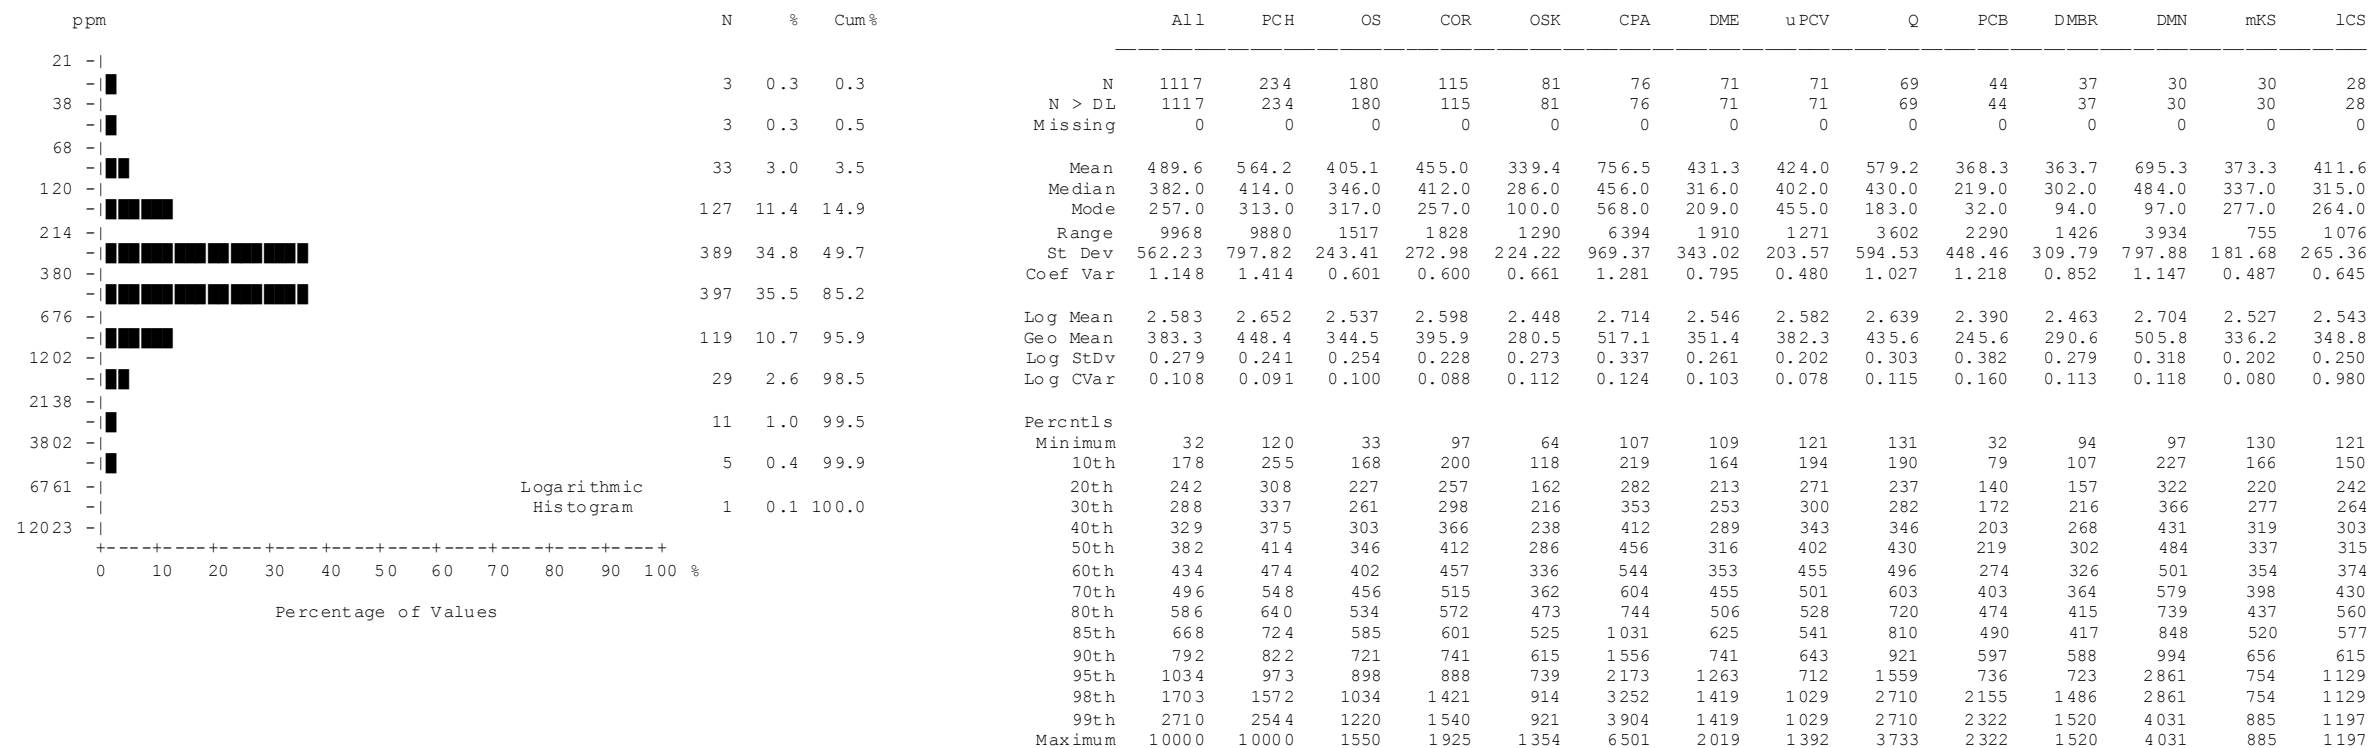 ppm N % Cum% All PCH OS COR OSK CPA DME uPCV Q PCB DMBR DMN mKS lCS
21 -|
-| 3 0.3 0.3 N 1117 234 180 115 81 76 71 71 69 44 37 30 30 28
38 -| N > DL 1117 234 180 115 81 76 71 71 69 44 37 30 30 28
-| 3 0.3 0.5 Missing 0 0 0 0 0 0 0 0 0 0 0 0 0 0
68 -|
-| 33 3.0 3.5 Mean 489.6 564.2 405.1 455.0 339.4 756.5 431.3 424.0 579.2 368.3 363.7 695.3 373.3 411.6
120 -| Median 382.0 414.0 346.0 412.0 286.0 456.0 316.0 402.0 430.0 219.0 302.0 484.0 337.0 315.0
-| 127 11.4 14.9 Mode 257.0 313.0 317.0 257.0 100.0 568.0 209.0 455.0 183.0 32.0 94.0 97.0 277.0 264.0
214 -| Range 9968 9880 1517 1828 1290 6394 1910 1271 3602 2290 1426 3934 755 1076
-| 389 34.8 49.7 St Dev 562.23 797.82 243.41 272.98 224.22 969.37 343.02 203.57 594.53 448.46 309.79 797.88 181.68 265.36
380 -| Coef Var 1.148 1.414 0.601 0.600 0.661 1.281 0.795 0.480 1.027 1.218 0.852 1.147 0.487 0.645
-| 397 35.5 85.2
676 -| Log Mean 2.583 2.652 2.537 2.598 2.448 2.714 2.546 2.582 2.639 2.390 2.463 2.704 2.527 2.543
-| 119 10.7 95.9 Geo Mean 383.3 448.4 344.5 395.9 280.5 517.1 351.4 382.3 435.6 245.6 290.6 505.8 336.2 348.8
1202 -| Log StDv 0.279 0.241 0.254 0.228 0.273 0.337 0.261 0.202 0.303 0.382 0.279 0.318 0.202 0.250
-| 29 2.6 98.5 Log CVar 0.108 0.091 0.100 0.088 0.112 0.124 0.103 0.078 0.115 0.160 0.113 0.118 0.080 0.980
2138 -|
-| 11 1.0 99.5 Percntls
3802 -| Minimum 32 120 33 97 64 107 109 121 131 32 94 97 130 121
-| 5 0.4 99.9 10th 178 255 168 200 118 219 164 194 190 79 107 227 166 150
6761 -| Logarithmic 20th 242 308 227 257 162 282 213 271 237 140 157 322 220 242
-| Histogram 1 0.1 100.0 30th 288 337 261 298 216 353 253 300 282 172 216 366 277 264
12023 -| 40th 329 375 303 366 238 412 289 343 346 203 268 431 319 303
+----+----+----+----+----+----+----+----+----+----+ 50th 382 414 346 412 286 456 316 402 430 219 302 484 337 315
0 10 20 30 40 50 60 70 80 90 100 % 60th 434 474 402 457 336 544 353 455 496 274 326 501 354 374
70th 496 548 456 515 362 604 455 501 603 403 364 579 398 430
Percentage of Values 80th 586 640 534 572 473 744 506 528 720 474 415 739 437 560
85th 668 724 585 601 525 1031 625 541 810 490 417 848 520 577
90th 792 822 721 741 615 1556 741 643 921 597 588 994 656 615
95th 1034 973 898 888 739 2173 1263 712 1559 736 723 2861 754 1129
98th 1703 1572 1034 1421 914 3252 1419 1029 2710 2155 1486 2861 754 1129
99th 2710 2544 1220 1540 921 3904 1419 1029 2710 2322 1520 4031 885 1197
Maximum 10000 10000 1550 1925 1354 6501 2019 1392 3733 2322 1520 4031 885 1197